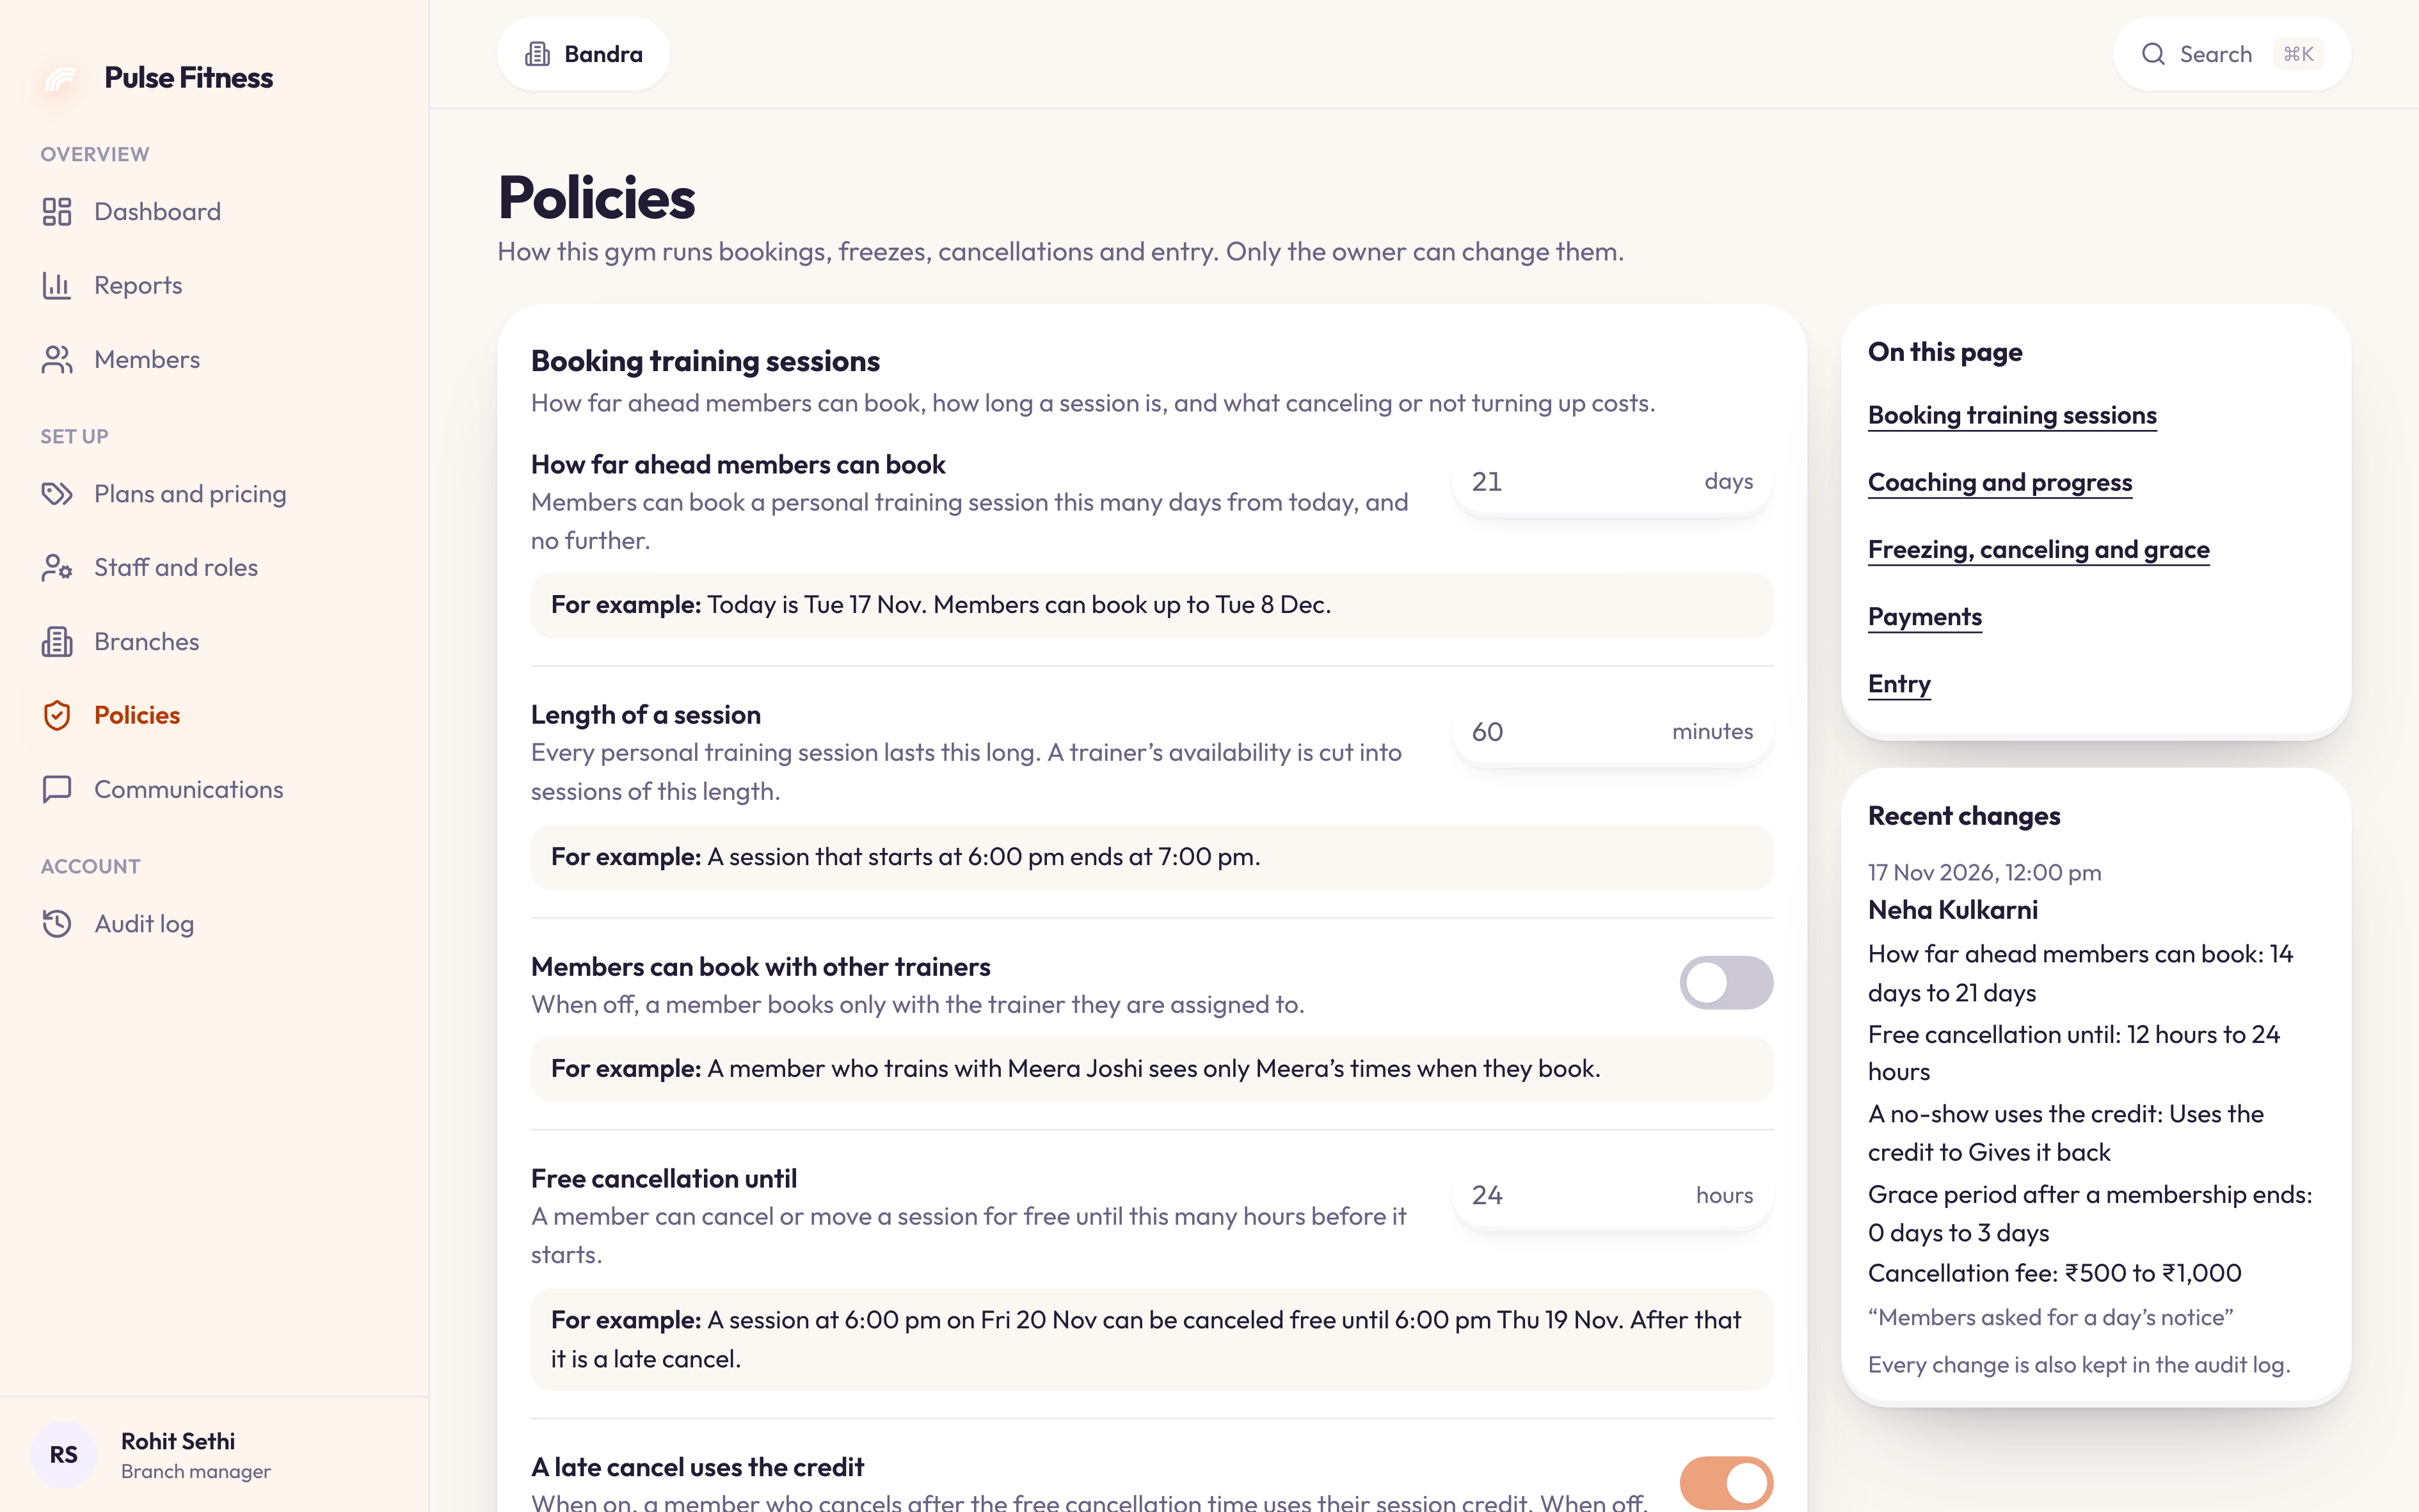 Pulse Fitness
OVERVIEW
Dashboard
Reports
Members
SET UP
Plans and pricing
Staff and roles
Branches
Policies
Communications
ACCOUNT
Audit log
RS
Rohit Sethi
Branch manager
Bandra
Search ⌘K
Policies
How this gym runs bookings, freezes, cancellations and entry. Only the owner can change them.
Booking training sessions
How far ahead members can book, how long a session is, and what canceling or not turning up costs.
How far ahead members can book
Members can book a personal training session this many days from today, and
no further.
21 days
For example: Today is Tue 17 Nov. Members can book up to Tue 8 Dec.
Length of a session
Every personal training session lasts this long. A trainer’s availability is cut into
sessions of this length.
60 minutes
For example: A session that starts at 6:00 pm ends at 7:00 pm.
Members can book with other trainers
When off, a member books only with the trainer they are assigned to.
For example: A member who trains with Meera Joshi sees only Meera’s times when they book.
Free cancellation until
A member can cancel or move a session for free until this many hours before it
starts.
24 hours
For example: A session at 6:00 pm on Fri 20 Nov can be canceled free until 6:00 pm Thu 19 Nov. After that
it is a late cancel.
A late cancel uses the credit
When on, a member who cancels after the free cancellation time uses their session credit. When off,
On this page
Booking training sessions
Coaching and progress
Freezing, canceling and grace
Payments
Entry
Recent changes
17 Nov 2026, 12:00 pm
Neha Kulkarni
How far ahead members can book: 14
days to 21 days
Free cancellation until: 12 hours to 24
hours
A no-show uses the credit: Uses the
credit to Gives it back
Grace period after a membership ends:
0 days to 3 days
Cancellation fee: ₹500 to ₹1,000
“Members asked for a day’s notice”
Every change is also kept in the audit log.